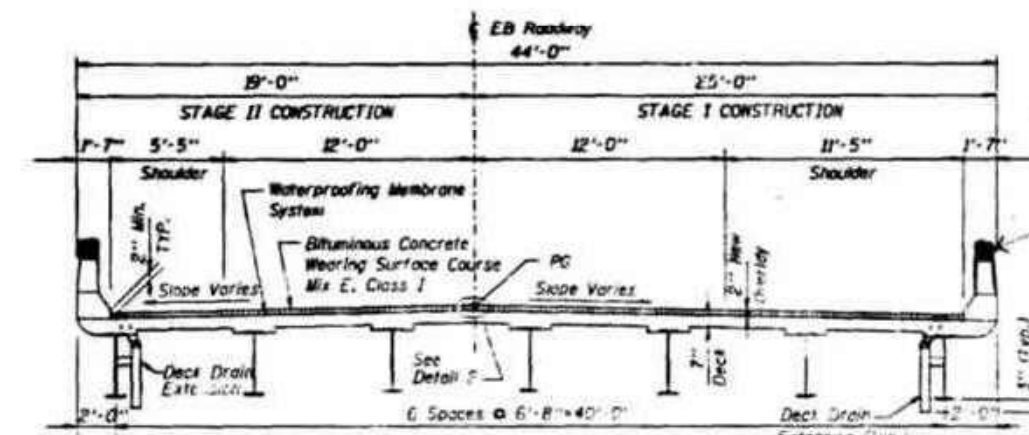 EB Roadway
44'-0"
19'-0"
25'-0"
STAGE II CONSTRUCTION
STAGE I CONSTRUCTION
1'-7"
5'-5"
12'-0"
12'-0"
11'-5"
1'-7"
Shoulder
Shoulder
Waterproofing Membrane
System
2" Min.
TYP.
Bituminous Concrete
Wearing Surface Course
Mix E, Class I
PG
2" New
Overlay
Slope Varies
Slope Varies
7"
Deck
See
Detail
Deck Drain
Extension
2'-0"
6 Spaces @ 6'-8"=40'-0"
Deck Drain
2'-0"
(Typ.)